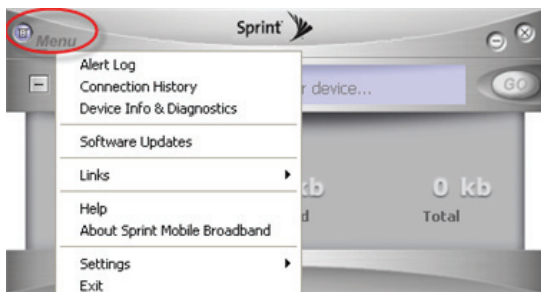 Menu
Sprint
Alert Log
Connection History
r device...
GO
Device Info & Diagnostics
Software Updates
Links
kb
0 kb
Help
d
Total
About Sprint Mobile Broadband
Settings
Exit